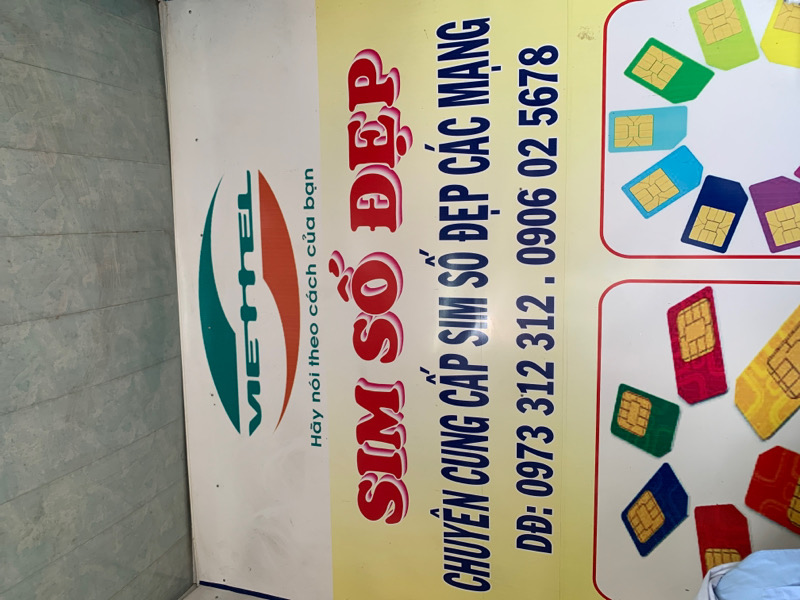 VIETTEL
Hãy nói theo cách của bạn
SIM SỐ ĐẸP
CHUYÊN CUNG CẤP SIM SỐ ĐẸP CÁC MẠNG
DĐ: 0973 312 312 . 0906 02 5678